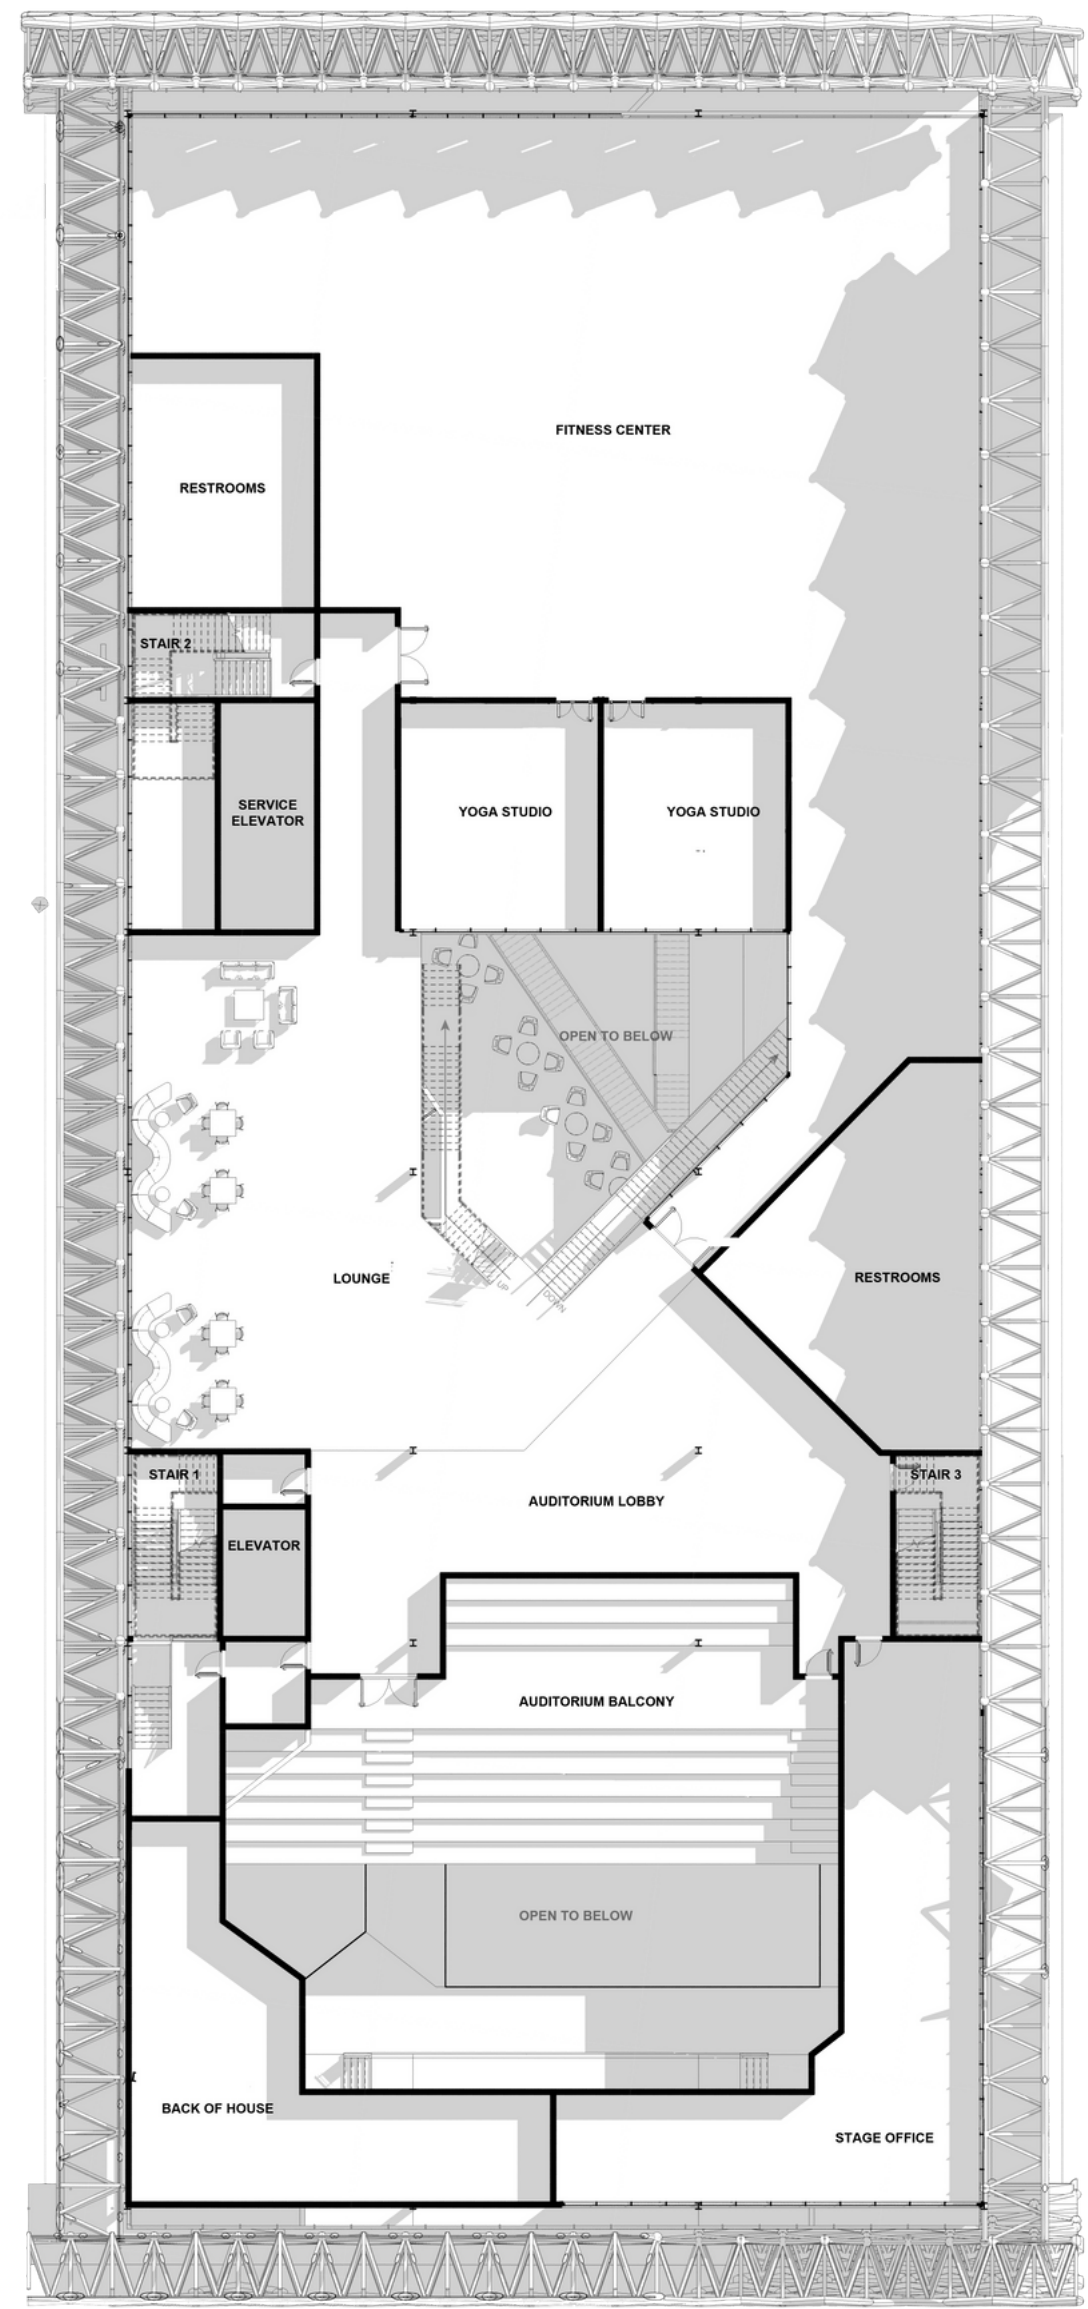 FITNESS CENTER
RESTROOMS
STAIR 2
SERVICE
ELEVATOR
YOGA STUDIO
YOGA STUDIO
OPEN TO BELOW
LOUNGE
UP
DOWN
RESTROOMS
STAIR 1
STAIR 3
AUDITORIUM LOBBY
ELEVATOR
AUDITORIUM BALCONY
OPEN TO BELOW
BACK OF HOUSE
STAGE OFFICE